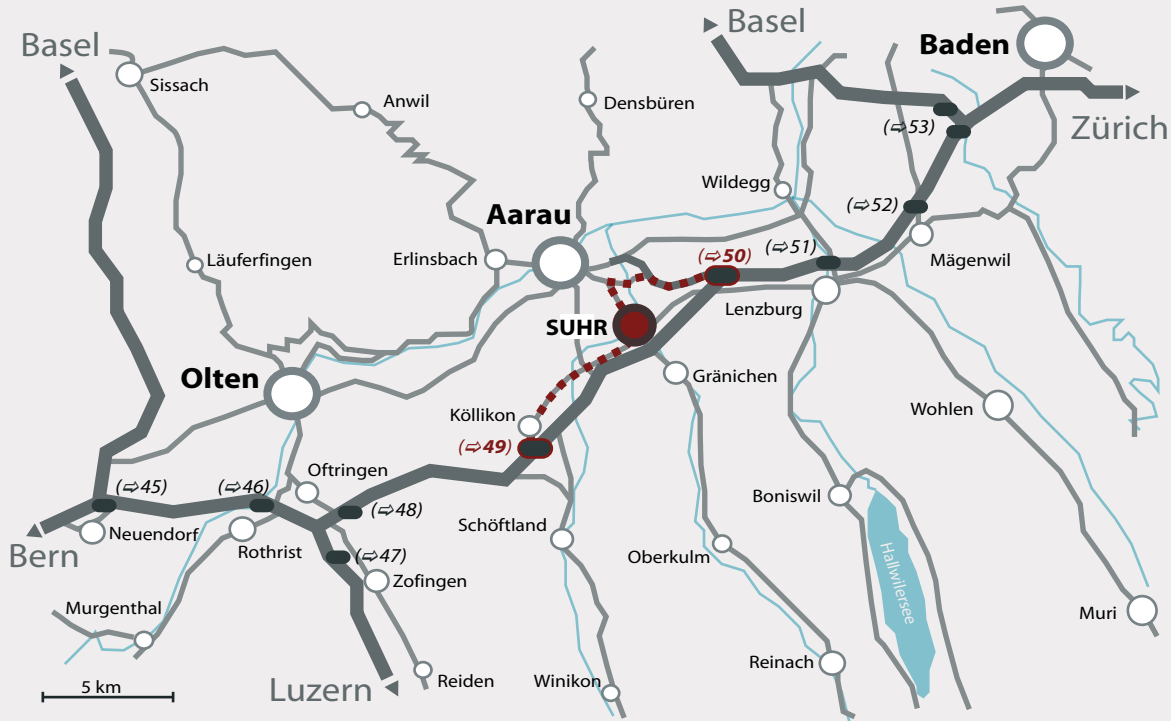 Basel
Basel
Baden
Sissach
Anwil
Densbüren
Zürich
(⇨53)
Wildegg
(⇨52)
Aarau
(⇨51)
(⇨50)
Mägenwil
Erlinsbach
Läuferfingen
Lenzburg
SUHR
Gränichen
Olten
Köllikon
Wohlen
(⇨49)
Oftringen
(⇨45)
(⇨46)
(⇨48)
Boniswil
Neuendorf
Rothrist
Schöftland
Bern
(⇨47)
Oberkulm
Hallwilersee
Zofingen
Murgenthal
Muri
Reinach
5 km
Luzern
Reiden
Winikon